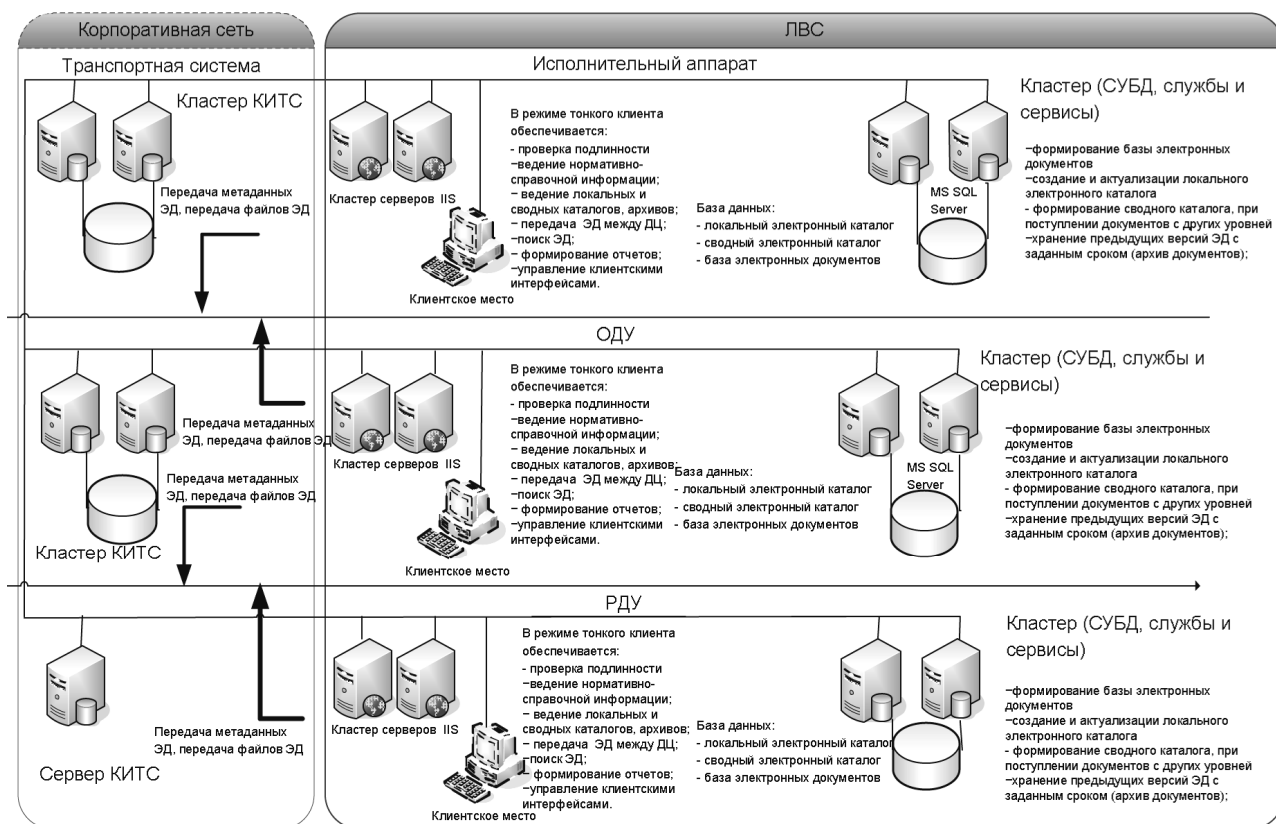 Корпоративная сеть
ЛВС
Транспортная система
Исполнительный аппарат
Кластер КИТС
Передача метаданных
ЭД, передача файлов ЭД
Кластер серверов IIS
В режиме тонкого клиента
обеспечивается:
- проверка подлинности
–ведение нормативно-
справочной информации;
– ведение локальных и
сводных каталогов, архивов;
– передача ЭД между ДЦ;
–поиск ЭД;
– формирование отчетов;
–управление клиентскими
интерфейсами.
Клиентское место
База данных:
- локальный электронный каталог
- сводный электронный каталог
- база электронных документов
MS SQL
Server
Кластер (СУБД, службы и
сервисы)
–формирование базы электронных
документов
–создание и актуализации локального
электронного каталога
- формирование сводного каталога, при
поступлении документов с других уровней
–хранение предыдущих версий ЭД с
заданным сроком (архив документов);
ОДУ
Передача метаданных
ЭД, передача файлов ЭД
Передача метаданных
ЭД, передача файлов ЭД
Кластер КИТС
Кластер серверов IIS
В режиме тонкого клиента
обеспечивается:
- проверка подлинности
–ведение нормативно-
справочной информации;
– ведение локальных и
сводных каталогов, архивов;
– передача ЭД между ДЦ;
–поиск ЭД;
– формирование отчетов;
–управление клиентскими
интерфейсами.
Клиентское место
База данных:
- локальный электронный каталог
- сводный электронный каталог
- база электронных документов
MS SQL
Server
Кластер (СУБД, службы и
сервисы)
–формирование базы электронных
документов
–создание и актуализации локального
электронного каталога
- формирование сводного каталога, при
поступлении документов с других уровней
–хранение предыдущих версий ЭД с
заданным сроком (архив документов);
РДУ
Передача метаданных
ЭД, передача файлов ЭД
Сервер КИТС
Кластер серверов IIS
В режиме тонкого клиента
обеспечивается:
- проверка подлинности
–ведение нормативно-
справочной информации;
– ведение локальных и
сводных каталогов, архивов;
– передача ЭД между ДЦ;
–поиск ЭД;
– формирование отчетов;
–управление клиентскими
интерфейсами.
Клиентское место
База данных:
- локальный электронный каталог
- сводный электронный каталог
- база электронных документов
Кластер (СУБД, службы и
сервисы)
–формирование базы электронных
документов
–создание и актуализации локального
электронного каталога
- формирование сводного каталога, при
поступлении документов с других уровней
–хранение предыдущих версий ЭД с
заданным сроком (архив документов);